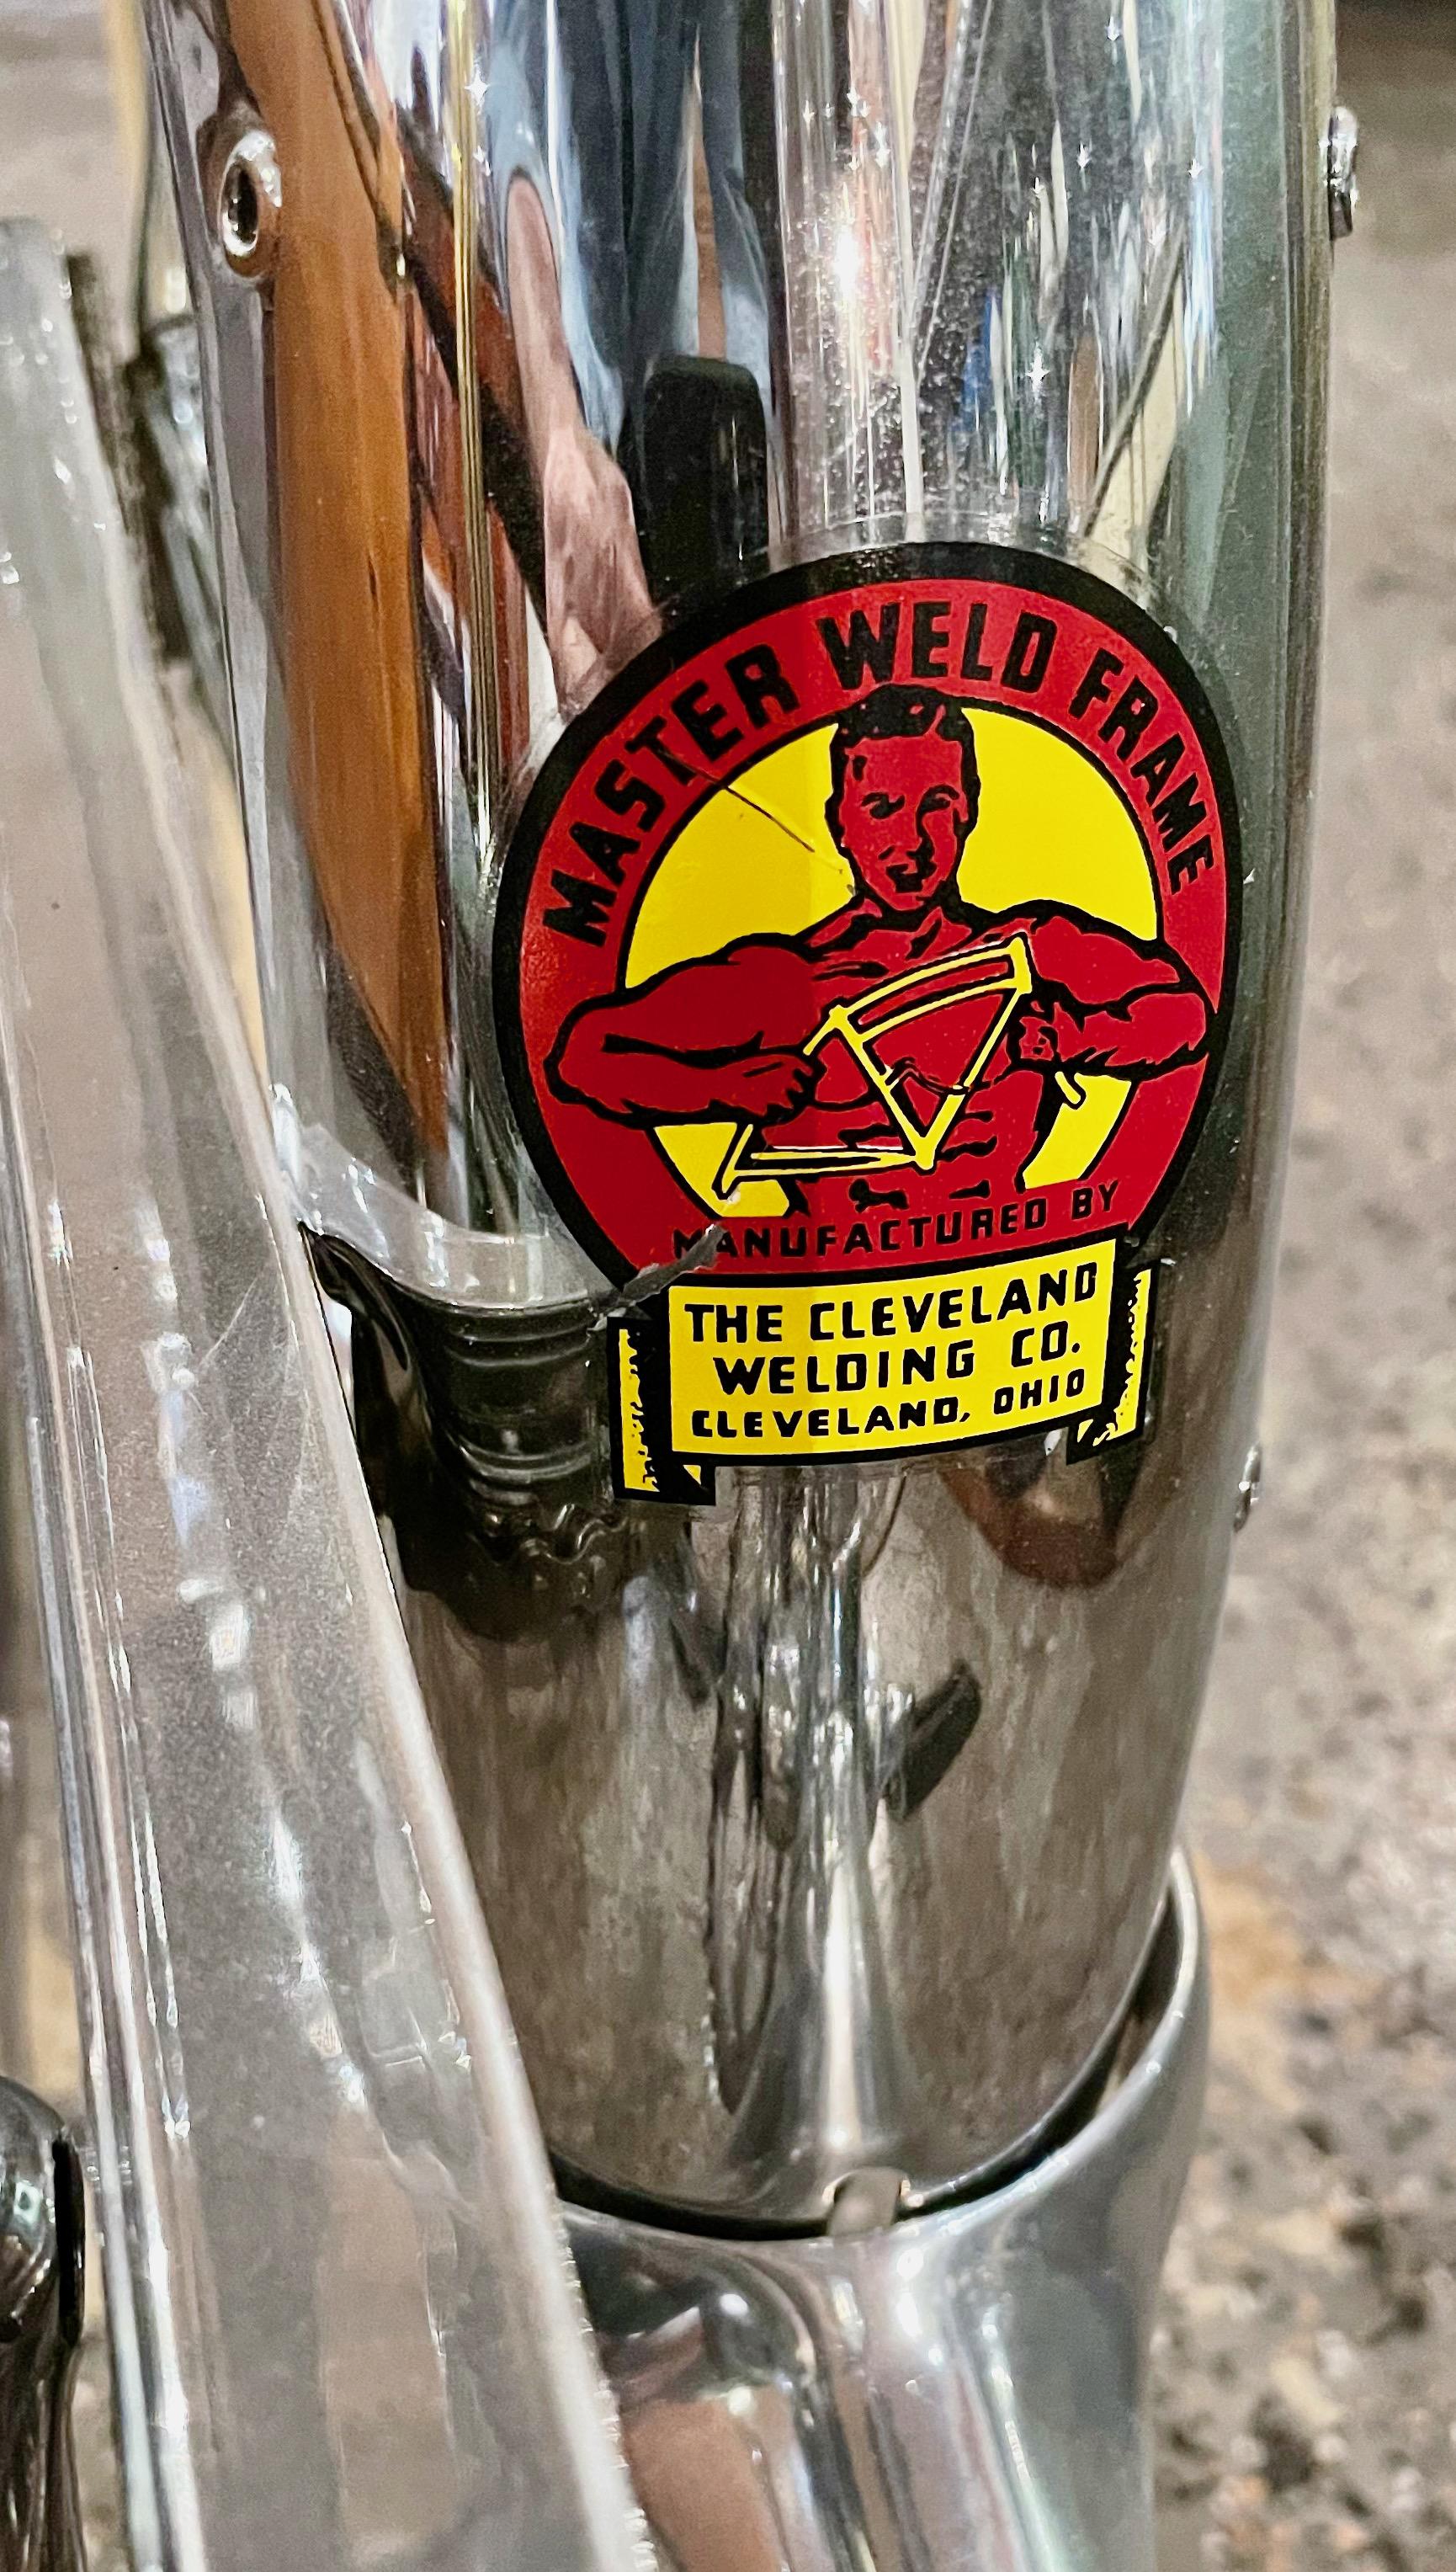 MASTER WELD FRAME
MANUFACTURED BY
THE CLEVELAND
WELDING CO.
CLEVELAND, OHIO